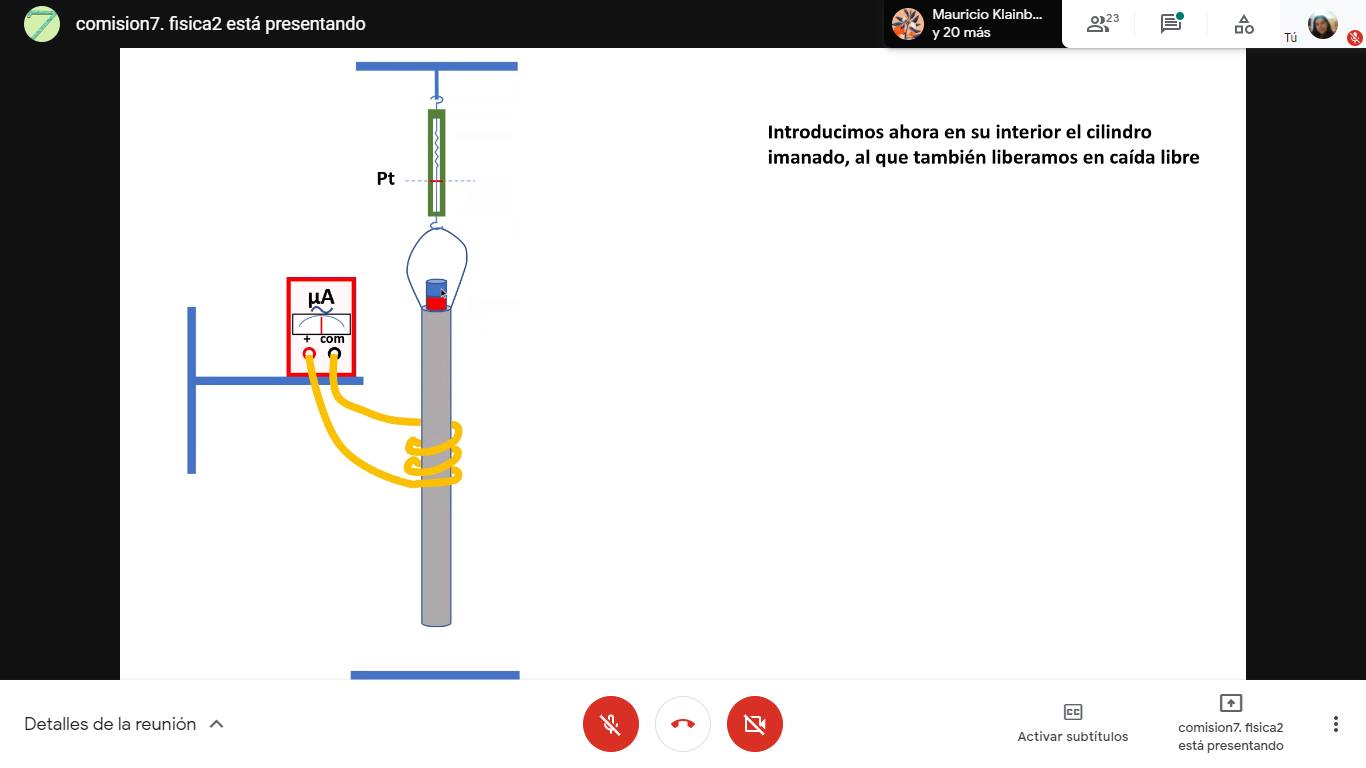 comision7. fisica2 está presentando
Mauricio Klainb...
y 20 más
23
Tú
Introducimos ahora en su interior el cilindro
imanado, al que también liberamos en caída libre
Pt
µA
+ com
Detalles de la reunión
CC
Activar subtítulos
comision7. fisica2
está presentando